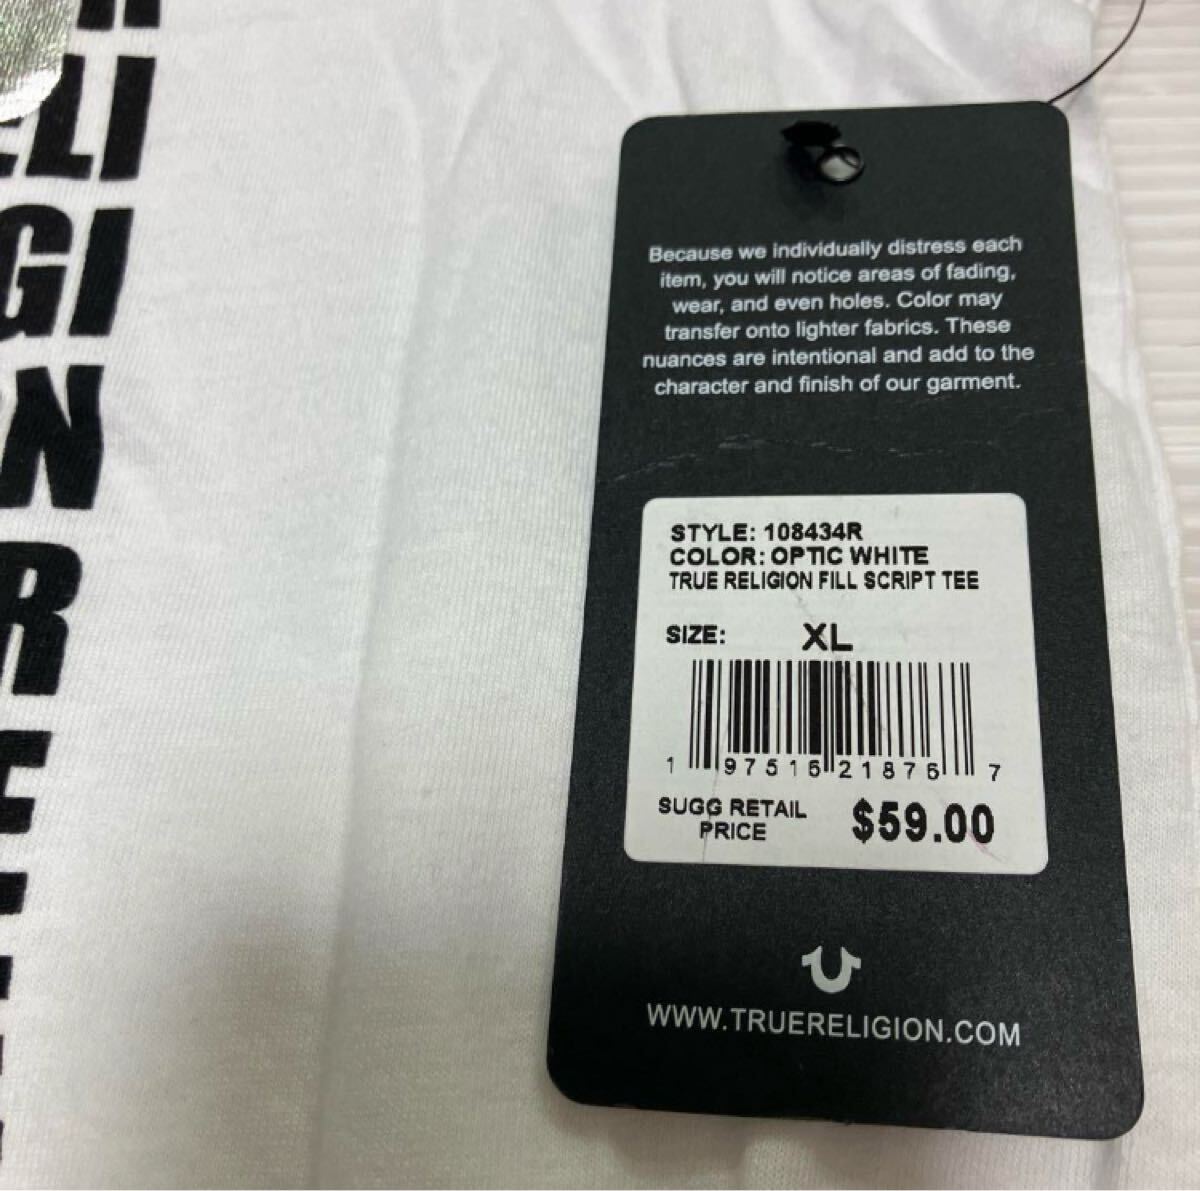 ELI
GI
N
R
Because we individually distress each
item, you will notice areas of fading,
wear, and even holes. Color may
transfer onto lighter fabrics. These
nuances are intentional and add to the
character and finish of our garment.
STYLE: 108434R
COLOR: OPTIC WHITE
TRUE RELIGION FILL SCRIPT TEE
SIZE: XL
1 97516 21876 7
SUGG RETAIL
PRICE $59.00
WWW.TRUERELIGION.COM